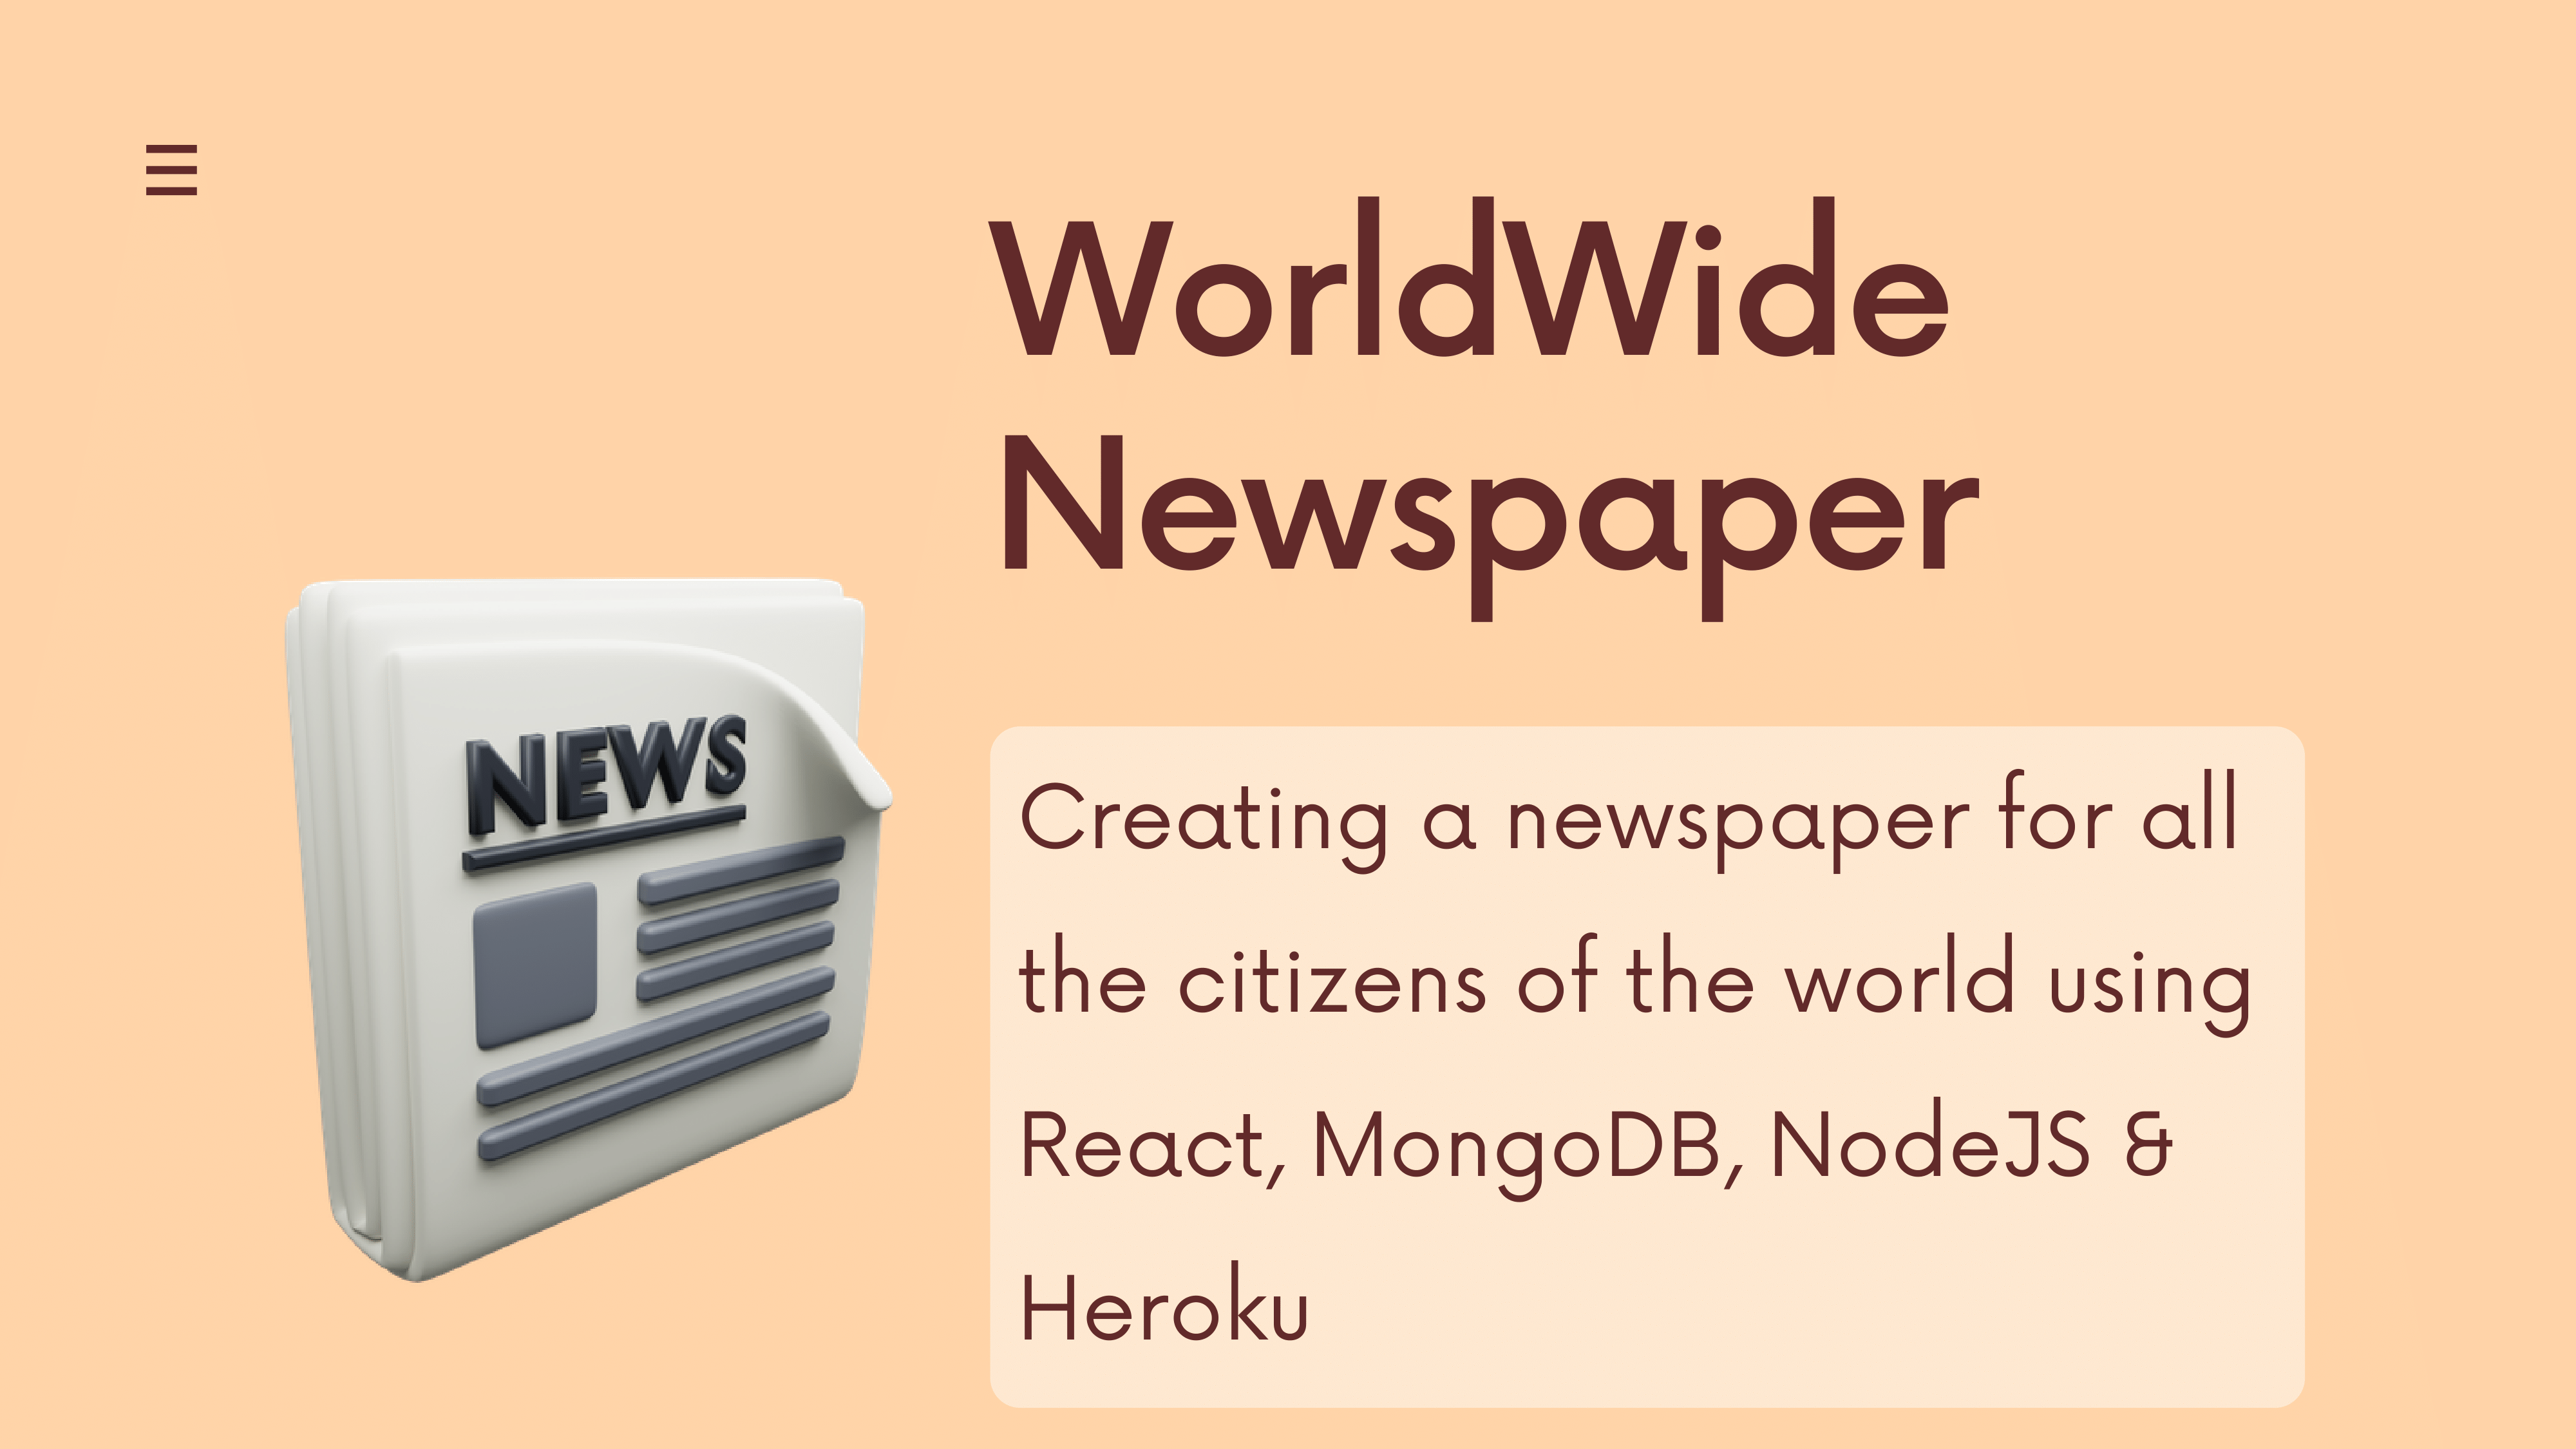 WorldWide
Newspaper
NEWS
Creating a newspaper for all
the citizens of the world using
React, MongoDB, NodeJS &
Heroku